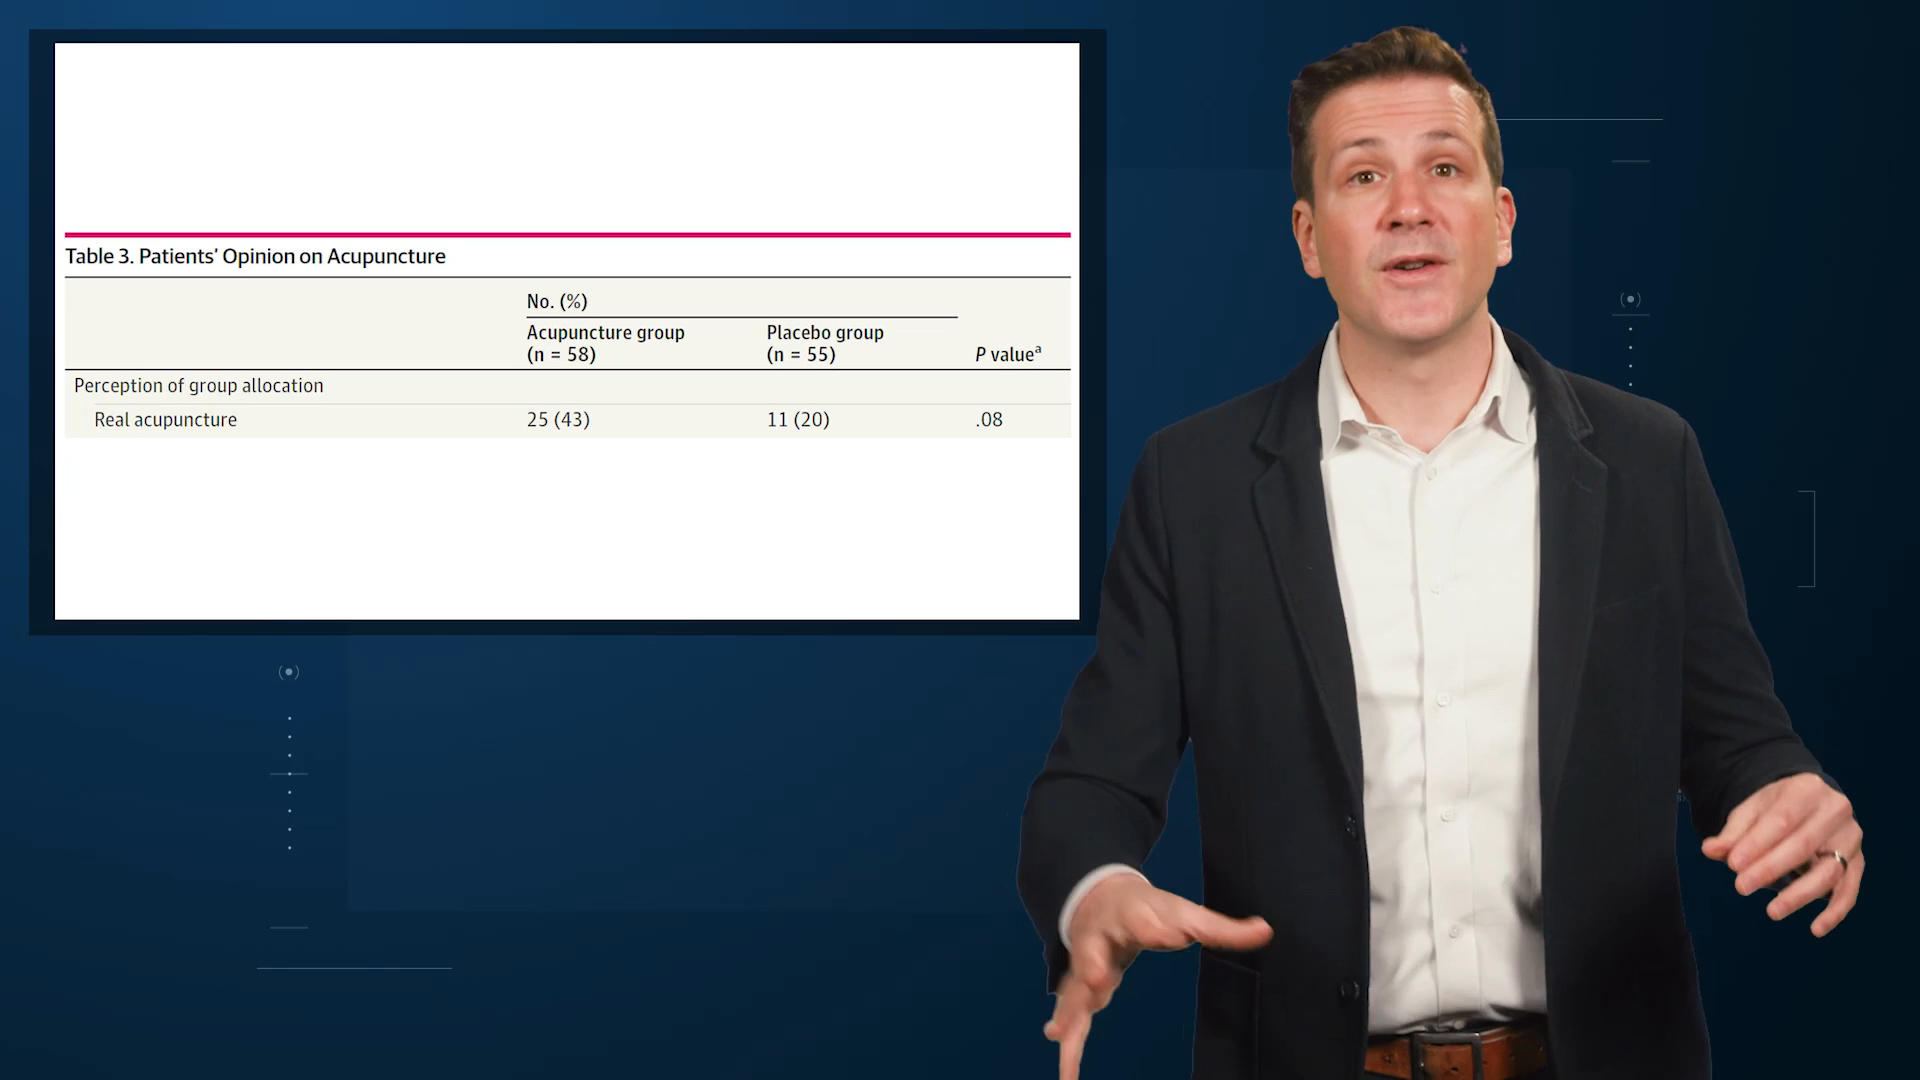 Table 3. Patients' Opinion on Acupuncture
No. (%)
Acupuncture group Placebo group
(n = 58) (n = 55) P valueᵃ
Perception of group allocation
Real acupuncture 25 (43) 11 (20) .08